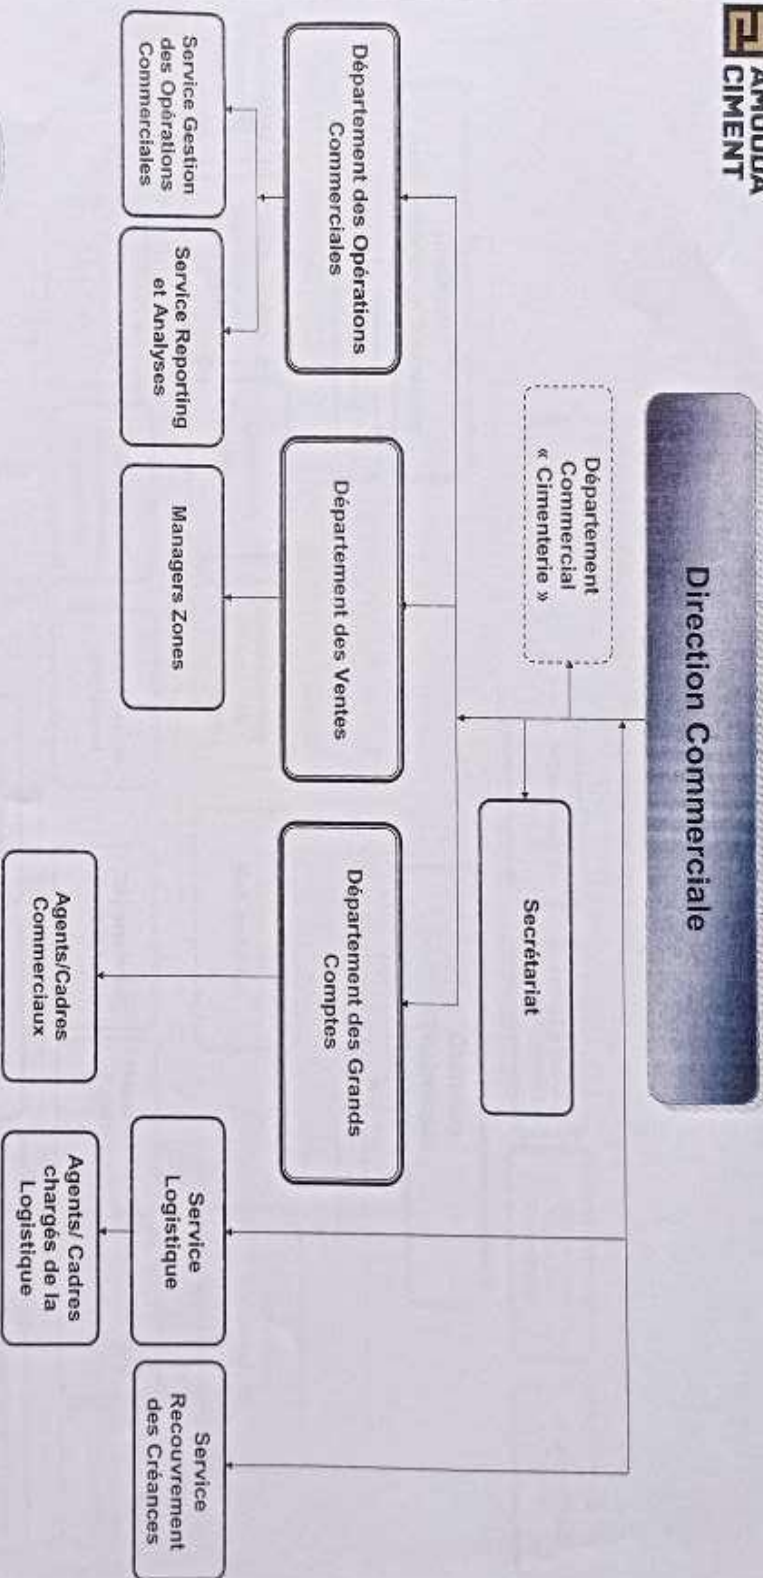 AMOUDA
CIMENT
Direction Commerciale
Département
Commercial
« Cimenterie »
Secrétariat
Département des Opérations
Commerciales
Département des Ventes
Département des Grands
Comptes
Service Gestion
des Opérations
Commerciales
Service Reporting
et Analyses
Managers Zones
Service
Logistique
Service
Recouvrement
des Créances
Agents/Cadres
Commerciaux
Agents/ Cadres
chargés de la
Logistique